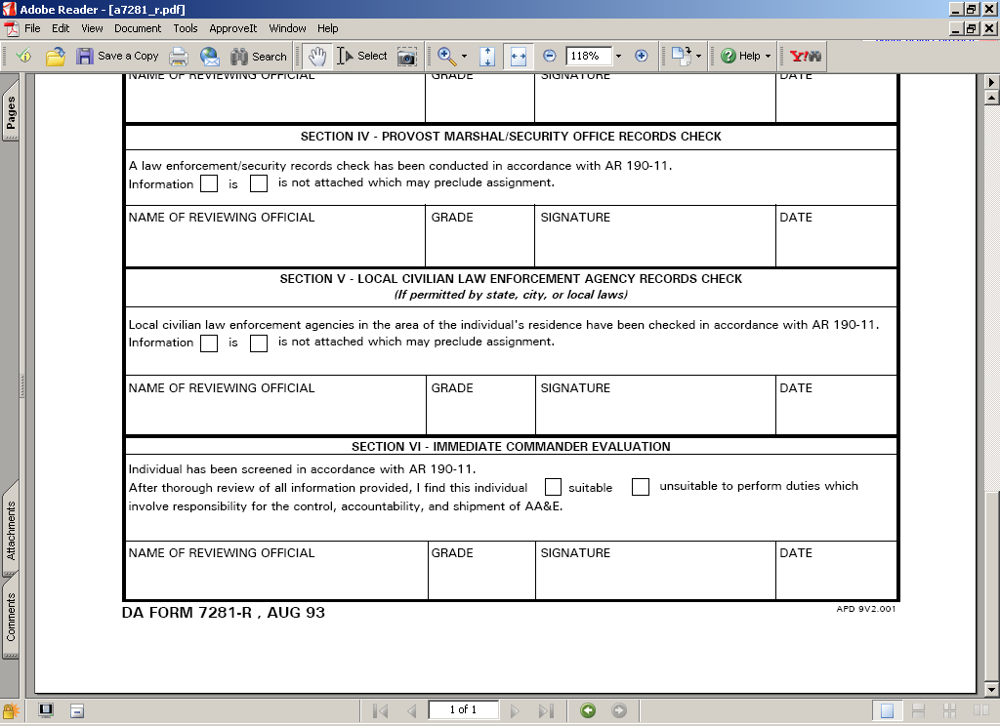 Adobe Reader - [a7281_r.pdf]
File Edit View Document Tools ApproveIt Window Help
Save a Copy Search Select 118% Help Y!
Pages
NAME OF REVIEWING OFFICIAL GRADE SIGNATURE DATE
SECTION IV - PROVOST MARSHAL/SECURITY OFFICE RECORDS CHECK
A law enforcement/security records check has been conducted in accordance with AR 190-11.
Information is is not attached which may preclude assignment.
NAME OF REVIEWING OFFICIAL GRADE SIGNATURE DATE
SECTION V - LOCAL CIVILIAN LAW ENFORCEMENT AGENCY RECORDS CHECK
(If permitted by state, city, or local laws)
Local civilian law enforcement agencies in the area of the individual's residence have been checked in accordance with AR 190-11.
Information is is not attached which may preclude assignment.
NAME OF REVIEWING OFFICIAL GRADE SIGNATURE DATE
SECTION VI - IMMEDIATE COMMANDER EVALUATION
Individual has been screened in accordance with AR 190-11.
After thorough review of all information provided, I find this individual suitable unsuitable to perform duties which
involve responsibility for the control, accountability, and shipment of AA&E.
Attachments
NAME OF REVIEWING OFFICIAL GRADE SIGNATURE DATE
Comments
DA FORM 7281-R , AUG 93 APD 9V2.001
1 of 1